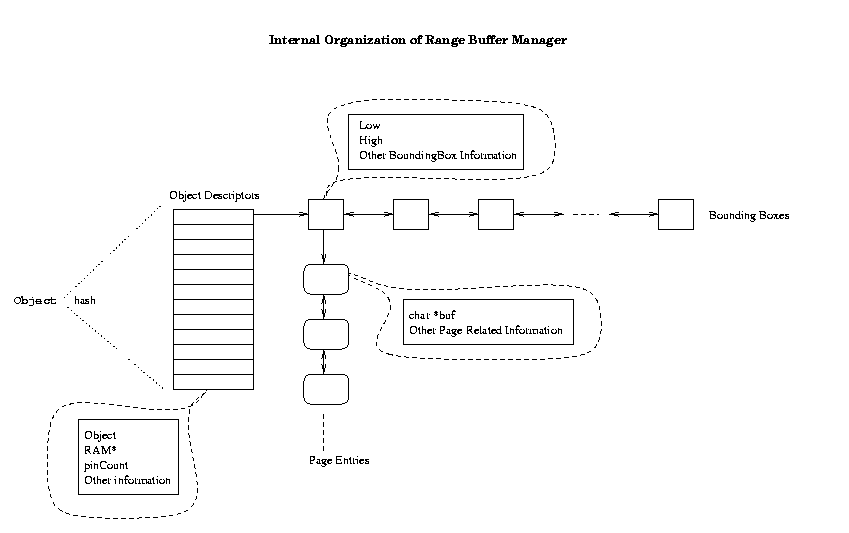 Internal Organization of Range Buffer Manager
Low
High
Other BoundingBox Information
Object Descriptors
Bounding Boxes
Object
hash
char *buf
Other Page Related Information
Object
RAM*
pinCount
Other information
Page Entries